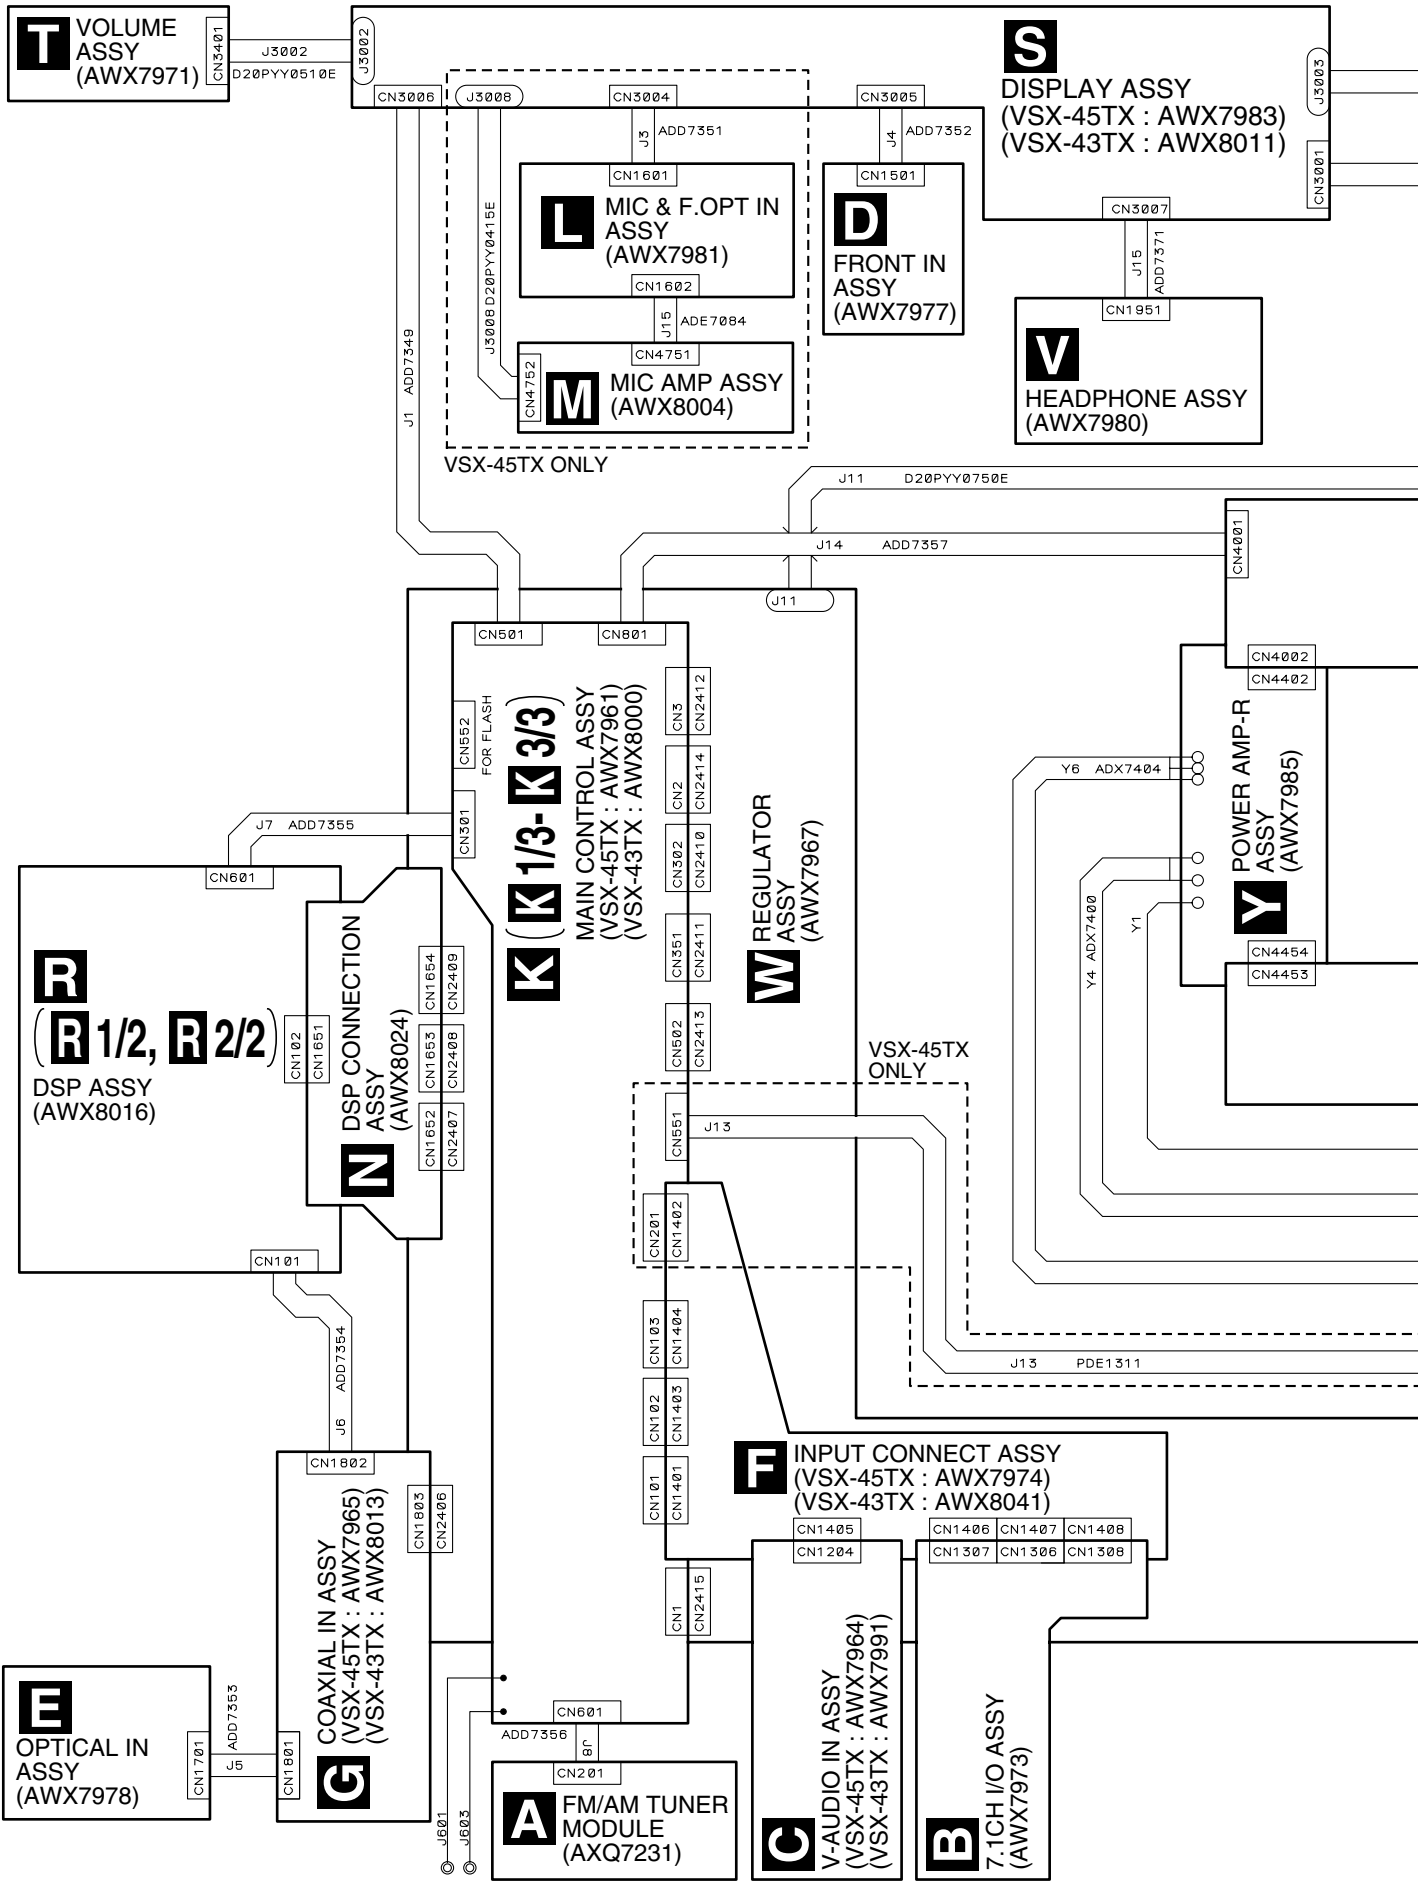 T
VOLUME
ASSY
(AWX7971)
CN3401
J3002
D20PYY0510E
J3002
S
DISPLAY ASSY
(VSX-45TX : AWX7983)
(VSX-43TX : AWX8011)
J3003
CN3001
CN3006
J3008
CN3004
CN3005
CN3007
J3
ADD7351
J4
ADD7352
J15
ADD7371
CN1601
L
MIC & F.OPT IN
ASSY
(AWX7981)
CN1602
J15
ADE7084
CN4751
CN4752
M
MIC AMP ASSY
(AWX8004)
J3008 D20PYY0415E
J1 ADD7349
VSX-45TX ONLY
CN1501
D
FRONT IN
ASSY
(AWX7977)
CN1951
V
HEADPHONE ASSY
(AWX7980)
J11 D20PYY0750E
J14 ADD7357
CN4001
J11
CN501
CN801
CN552
FOR FLASH
CN301
J7 ADD7355
K (K 1/3- K 3/3)
MAIN CONTROL ASSY
(VSX-45TX : AWX7961)
(VSX-43TX : AWX8000)
CN3
CN2412
CN2
CN2414
CN302
CN2410
CN351
CN2411
CN502
CN2413
CN551
J13
W
REGULATOR
ASSY
(AWX7967)
CN4002
CN4402
Y
POWER AMP-R
ASSY
(AWX7985)
Y6 ADX7404
Y4 ADX7400
Y1
CN4454
CN4453
CN601
R
(R 1/2, R 2/2)
DSP ASSY
(AWX8016)
CN102
CN1651
N
DSP CONNECTION
ASSY
(AWX8024)
CN1654
CN2409
CN1653
CN2408
CN1652
CN2407
CN101
J6 ADD7354
VSX-45TX
ONLY
CN201
CN1402
CN103
CN1404
CN102
CN1403
CN101
CN1401
J13 PDE1311
F
INPUT CONNECT ASSY
(VSX-45TX : AWX7974)
(VSX-43TX : AWX8041)
CN1405
CN1204
CN1406
CN1407
CN1408
CN1307
CN1306
CN1308
CN1802
CN1803
CN2406
G
COAXIAL IN ASSY
(VSX-45TX : AWX7965)
(VSX-43TX : AWX8013)
CN1801
CN1
CN2415
E
OPTICAL IN
ASSY
(AWX7978)
CN1701
ADD7353
J5
J601
J603
CN601
ADD7356
J8
CN201
A
FM/AM TUNER
MODULE
(AXQ7231)
C
V-AUDIO IN ASSY
(VSX-45TX : AWX7964)
(VSX-43TX : AWX7991)
B
7.1CH I/O ASSY
(AWX7973)